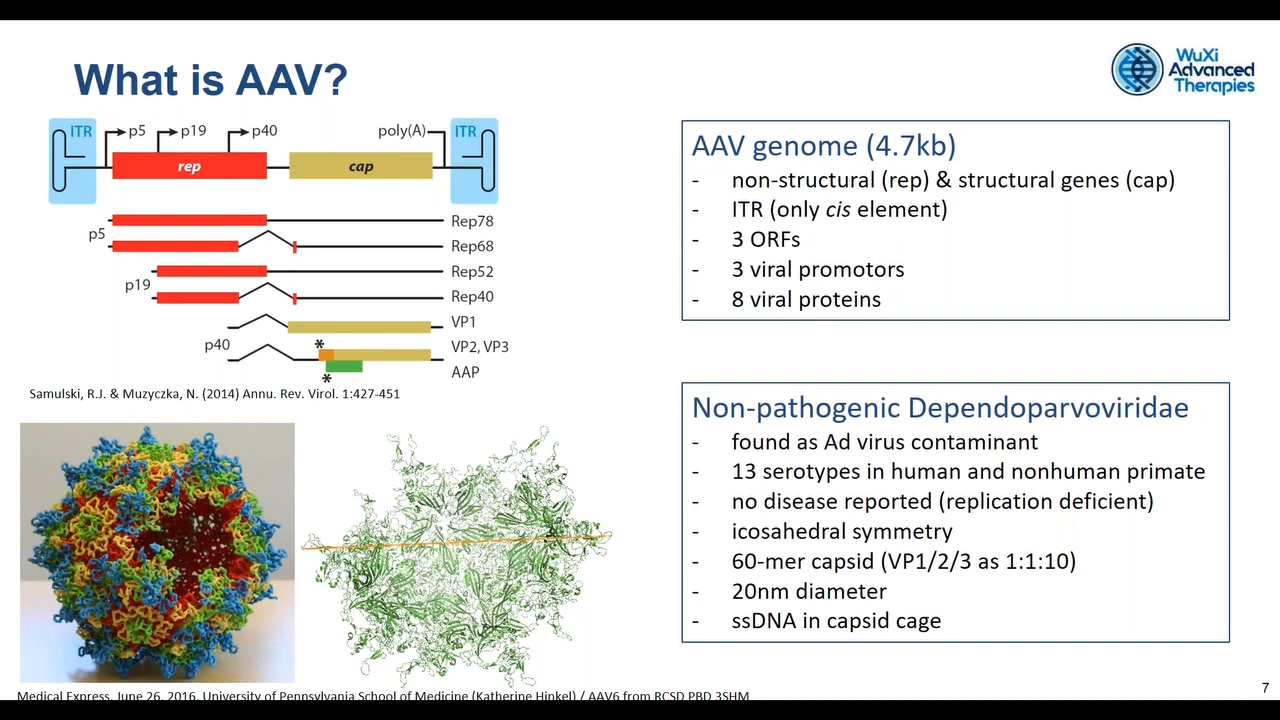 What is AAV?
WuXi
Advanced
Therapies
ITR
p5
p19
p40
poly(A)
ITR
rep
cap
p5
Rep78
Rep68
p19
Rep52
Rep40
VP1
p40
*
VP2, VP3
*
AAP
Samulski, R.J. & Muzyczka, N. (2014) Annu. Rev. Virol. 1:427-451
AAV genome (4.7kb)
- non-structural (rep) & structural genes (cap)
- ITR (only cis element)
- 3 ORFs
- 3 viral promotors
- 8 viral proteins
Non-pathogenic Dependoparvoviridae
- found as Ad virus contaminant
- 13 serotypes in human and nonhuman primate
- no disease reported (replication deficient)
- icosahedral symmetry
- 60-mer capsid (VP1/2/3 as 1:1:10)
- 20nm diameter
- ssDNA in capsid cage
Medical Express, June 26, 2016, University of Pennsylvania School of Medicine (Katherine Hinkel) / AAV6 from RCSD PBD 3SHM
7